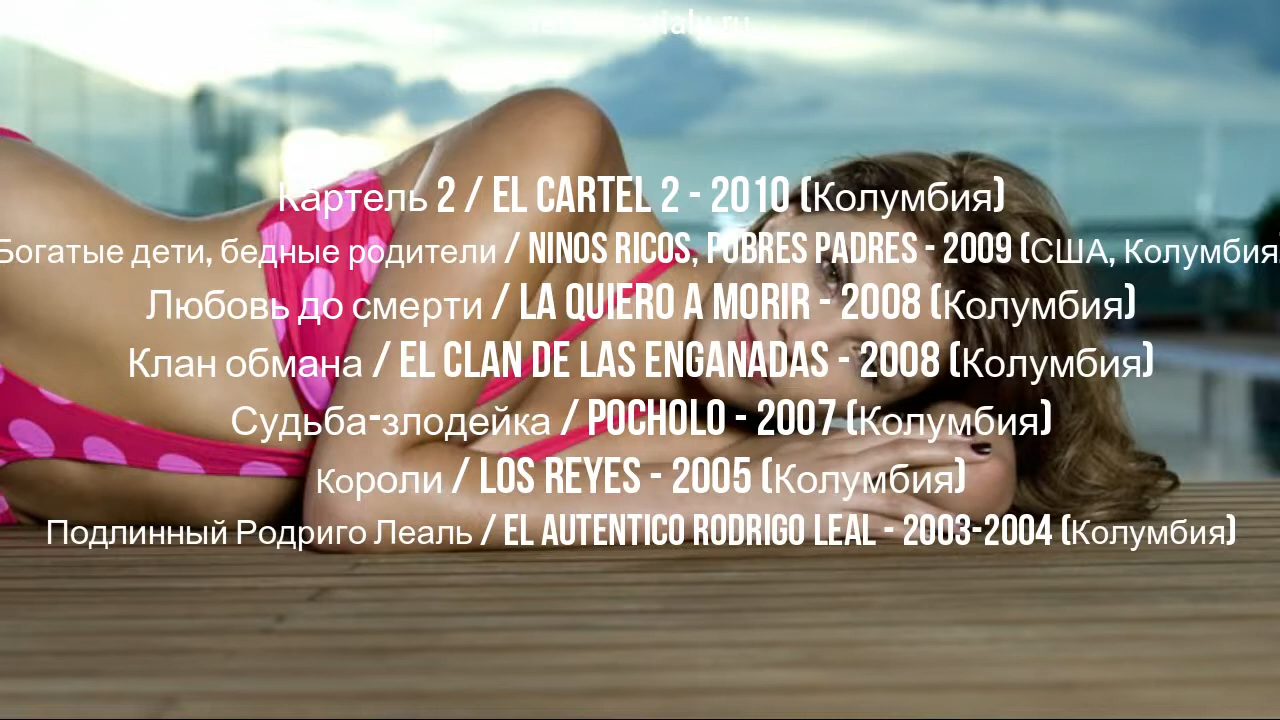 Картель 2 / EL CARTEL 2 - 2010 (Колумбия)
Богатые дети, бедные родители / NINOS RICOS, POBRES PADRES - 2009 (США, Колумбия)
Любовь до смерти / LA QUIERO A MORIR - 2008 (Колумбия)
Клан обмана / EL CLAN DE LAS ENGANADAS - 2008 (Колумбия)
Судьба-злодейка / POCHOLO - 2007 (Колумбия)
Короли / LOS REYES - 2005 (Колумбия)
Подлинный Родриго Леаль / EL AUTENTICO RODRIGO LEAL - 2003-2004 (Колумбия)